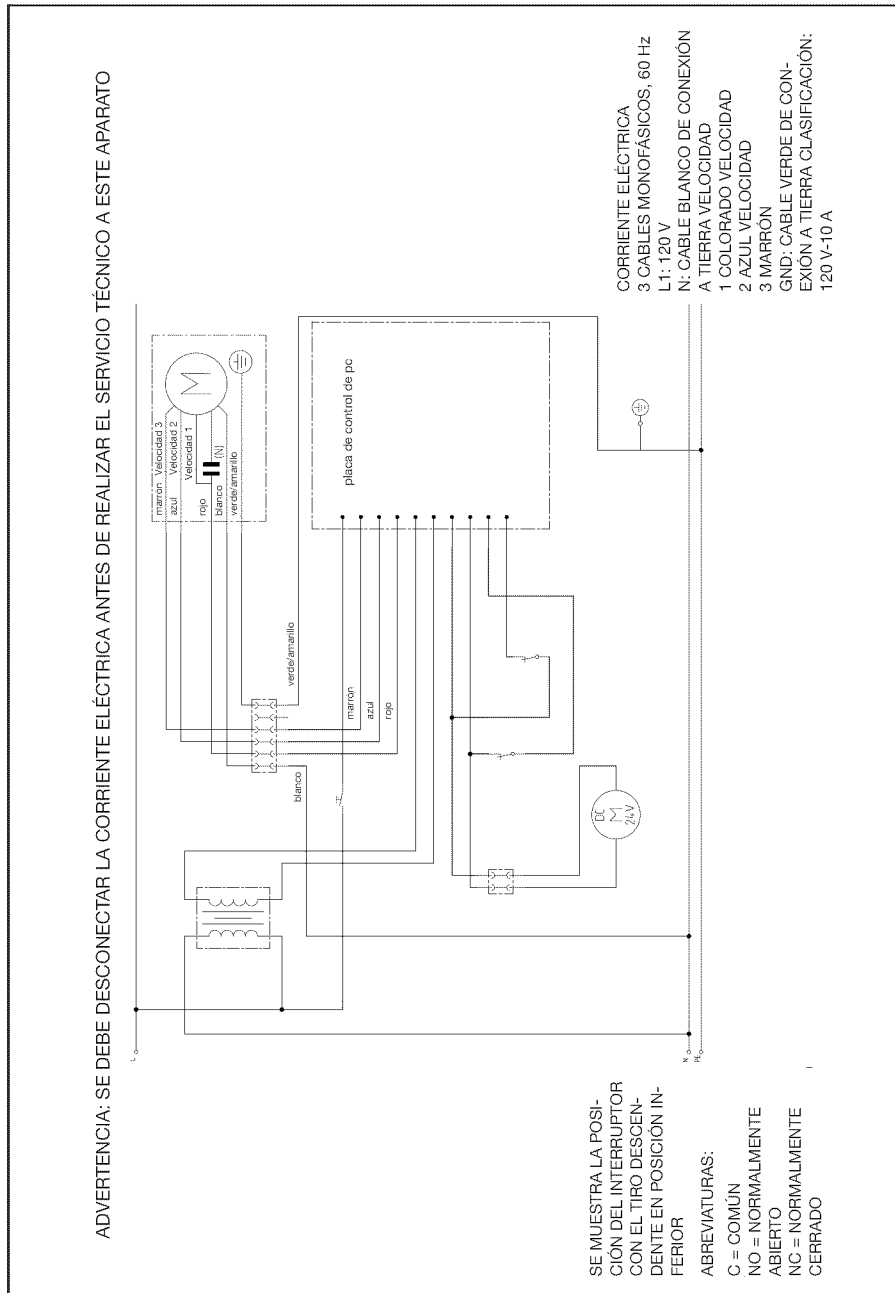 ADVERTENCIA: SE DEBE DESCONECTAR LA CORRIENTE ELÉCTRICA ANTES DE REALIZAR EL SERVICIO TÉCNICO A ESTE APARATO
L
marrón Velocidad 3
azul Velocidad 2
Velocidad 1
rojo
(N)
blanco
verde/amarillo
M
verde/amarillo
blanco
marrón
azul
rojo
placa de control de pc
DC
M
24V
N
PE
SE MUESTRA LA POSI-
CIÓN DEL INTERRUPTOR
CON EL TIRO DESCEN-
DENTE EN POSICIÓN IN-
FERIOR
ABREVIATURAS:
C = COMÚN
NO = NORMALMENTE
ABIERTO
NC = NORMALMENTE
CERRADO
CORRIENTE ELÉCTRICA
3 CABLES MONOFÁSICOS, 60 Hz
L1: 120 V
N: CABLE BLANCO DE CONEXIÓN
A TIERRA VELOCIDAD
1 COLORADO VELOCIDAD
2 AZUL VELOCIDAD
3 MARRÓN
GND: CABLE VERDE DE CON-
EXIÓN A TIERRA CLASIFICACIÓN:
120 V-10 A